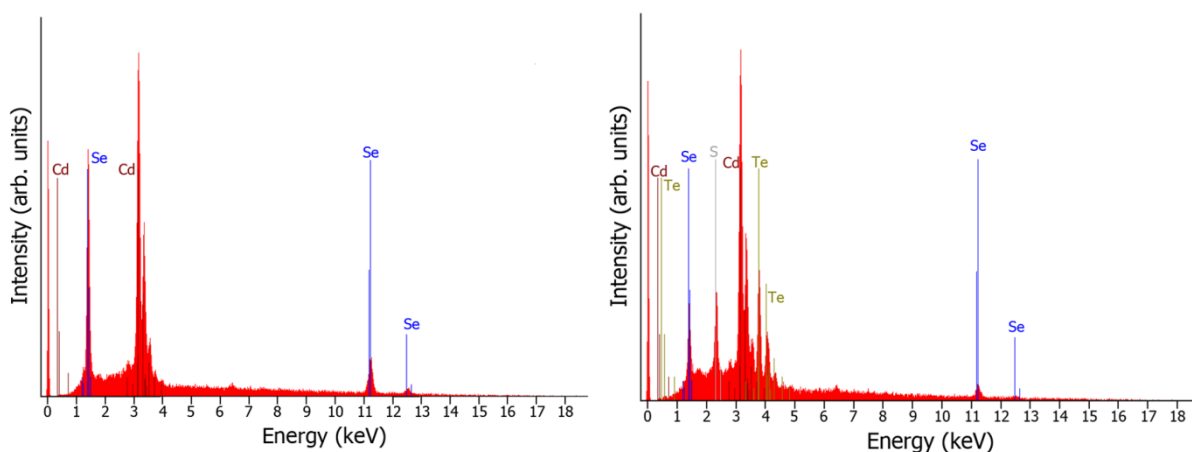 Intensity (arb. units)
Cd
Se
Cd
Se
Se
0 1 2 3 4 5 6 7 8 9 10 11 12 13 14 15 16 17 18
Energy (keV)
Intensity (arb. units)
Cd
Te
Se
S
Cd
Te
Te
Se
Se
0 1 2 3 4 5 6 7 8 9 10 11 12 13 14 15 16 17 18
Energy (keV)